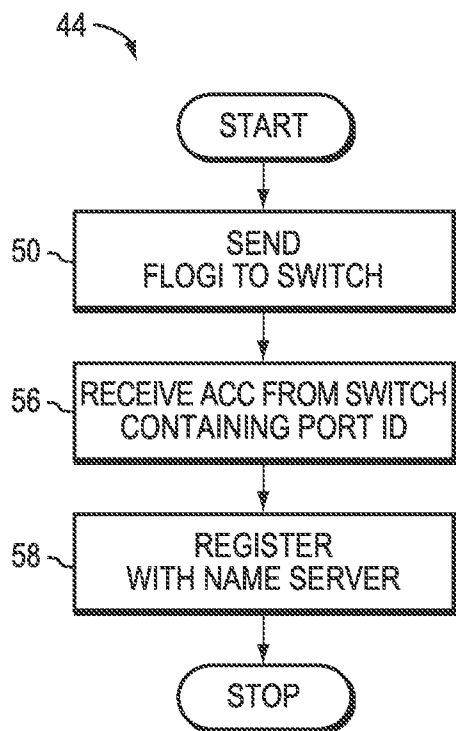 44
START
50
SEND
FLOGI TO SWITCH
56
RECEIVE ACC FROM SWITCH
CONTAINING PORT ID
58
REGISTER
WITH NAME SERVER
STOP